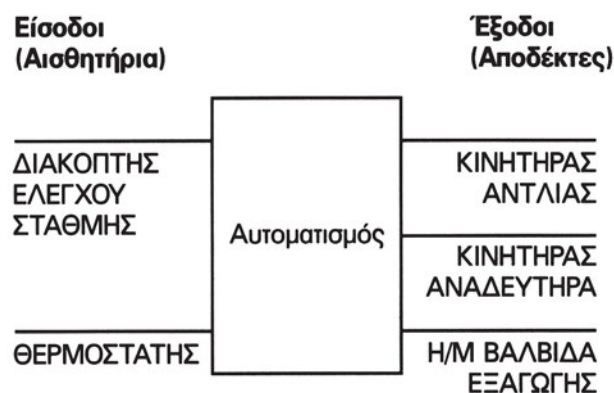 Είσοδοι
(Αισθητήρια)
Έξοδοι
(Αποδέκτες)
ΔΙΑΚΟΠΤΗΣ
ΕΛΕΓΧΟΥ
ΣΤΑΘΜΗΣ
ΘΕΡΜΟΣΤΑΤΗΣ
Αυτοματισμός
ΚΙΝΗΤΗΡΑΣ
ΑΝΤΛΙΑΣ
ΚΙΝΗΤΗΡΑΣ
ΑΝΑΔΕΥΤΗΡΑ
Η/Μ ΒΑΛΒΙΔΑ
ΕΞΑΓΩΓΗΣ